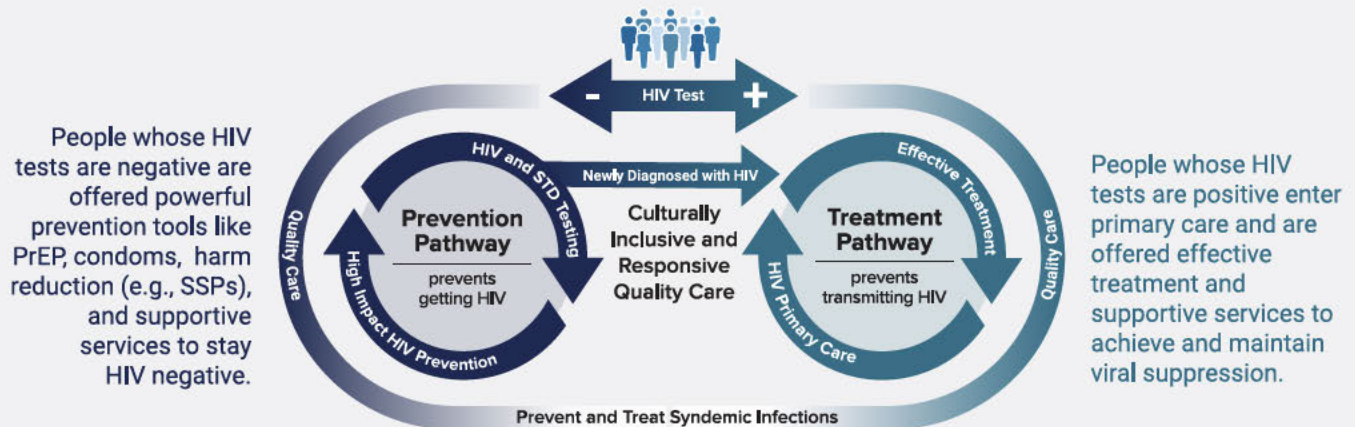 -
HIV Test
+
People whose HIV
tests are negative are
offered powerful
prevention tools like
PrEP, condoms, harm
reduction (e.g., SSPs),
and supportive
services to stay
HIV negative.
Quality Care
HIV and STD Testing
Prevention
Pathway
prevents
getting HIV
High Impact HIV Prevention
Newly Diagnosed with HIV
Culturally
Inclusive and
Responsive
Quality Care
Effective Treatment
Treatment
Pathway
prevents
transmitting HIV
HIV Primary Care
Quality Care
People whose HIV
tests are positive enter
primary care and are
offered effective
treatment and
supportive services to
achieve and maintain
viral suppression.
Prevent and Treat Syndemic Infections